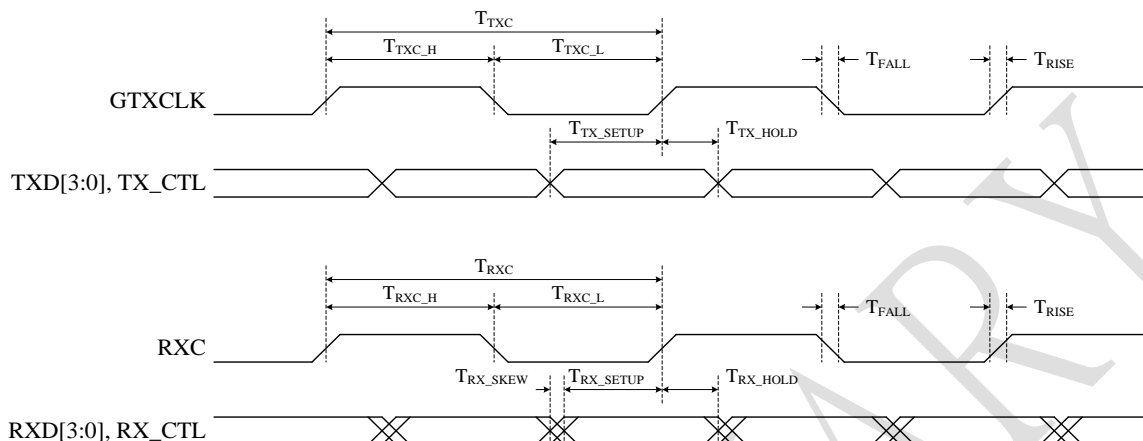 T_TXC
T_TXC_H T_TXC_L T_FALL T_RISE
GTXCLK
T_TX_SETUP T_TX_HOLD
TXD[3:0], TX_CTL
T_RXC
T_RXC_H T_RXC_L T_FALL T_RISE
RXC
T_RX_SKEW T_RX_SETUP T_RX_HOLD
RXD[3:0], RX_CTL
ARY